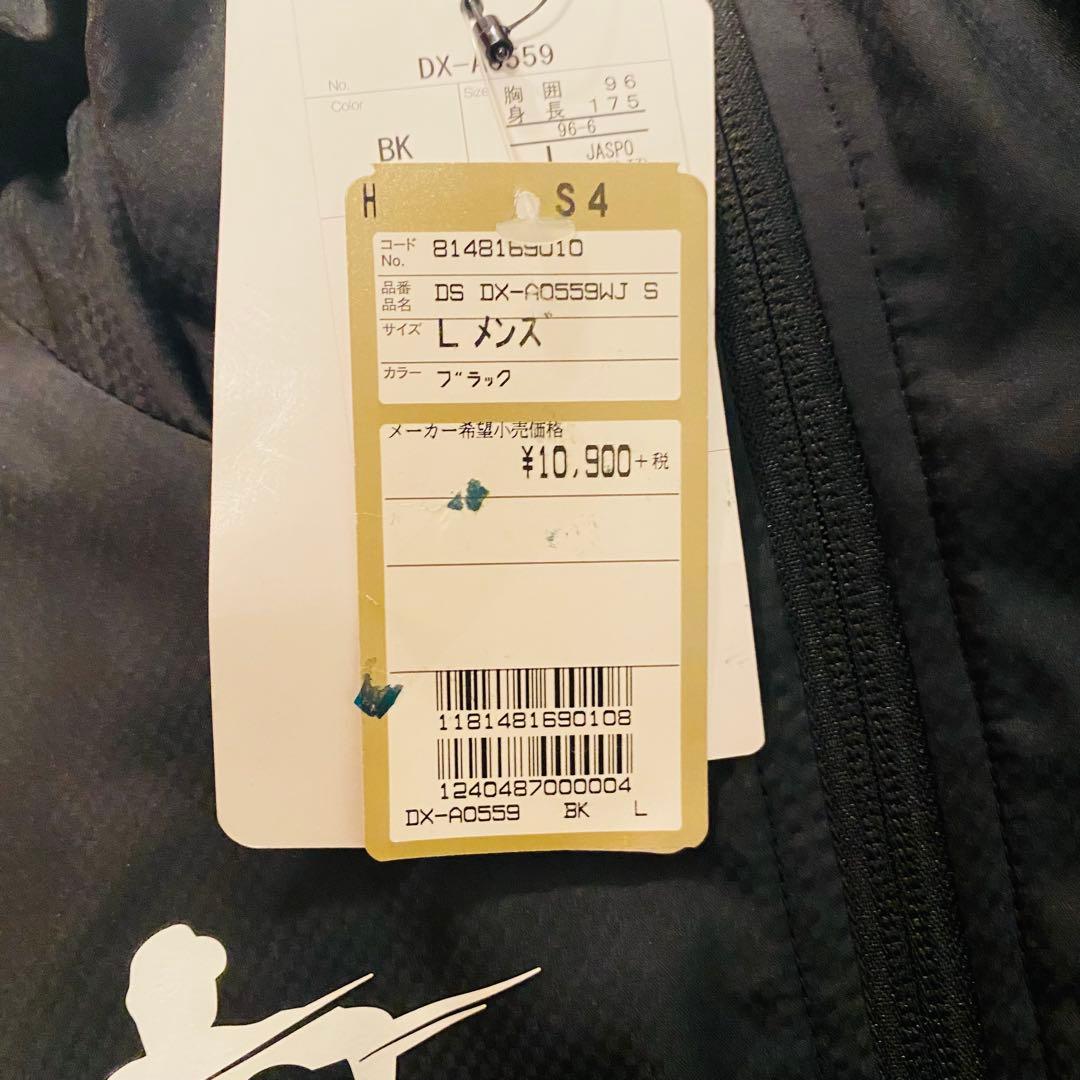 No. DX-A0559
Color
Size
胸囲 96
身長 175
96-6
BK
L JASPO
H S4
コードNo. 8148169010
品番品名 DS DX-A0559WJ S
サイズ L メンズ
カラー ブラック
メーカー希望小売価格
¥10,900+税
1181481690108
1240487000004
DX-A0559 BK L